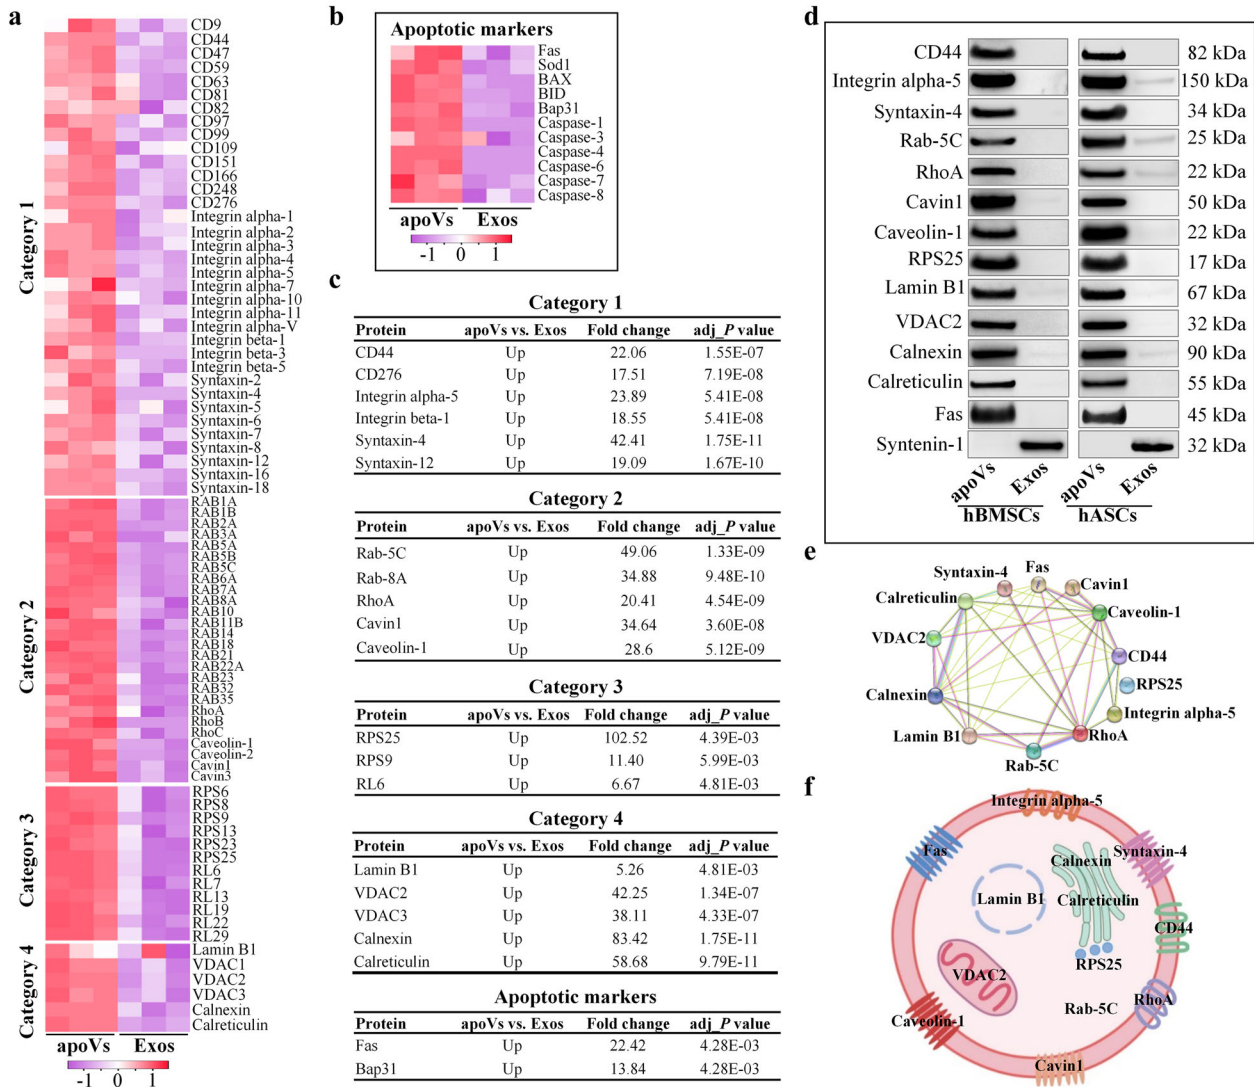 a
Category 1
CD9
CD44
CD47
CD59
CD63
CD81
CD82
CD97
CD99
CD109
CD151
CD166
CD248
CD276
Integrin alpha-1
Integrin alpha-2
Integrin alpha-3
Integrin alpha-4
Integrin alpha-5
Integrin alpha-7
Integrin alpha-10
Integrin alpha-11
Integrin alpha-V
Integrin beta-1
Integrin beta-3
Integrin beta-5
Syntaxin-2
Syntaxin-4
Syntaxin-5
Syntaxin-6
Syntaxin-7
Syntaxin-8
Syntaxin-12
Syntaxin-16
Syntaxin-18
Category 2
RAB1A
RAB1B
RAB2A
RAB3A
RAB5A
RAB5B
RAB5C
RAB6A
RAB7A
RAB8A
RAB10
RAB11B
RAB14
RAB18
RAB21
RAB22A
RAB23
RAB32
RAB35
RhoA
RhoB
RhoC
Caveolin-1
Caveolin-2
Cavin1
Cavin3
Category 3
RPS6
RPS8
RPS9
RPS13
RPS23
RPS25
RL6
RL7
RL13
RL19
RL22
RL29
Category 4
Lamin B1
VDAC1
VDAC2
VDAC3
Calnexin
Calreticulin
apoVs Exos
-1 0 1
b
Apoptotic markers
Fas
Sod1
BAX
BID
Bap31
Caspase-1
Caspase-3
Caspase-4
Caspase-6
Caspase-7
Caspase-8
apoVs Exos
-1 0 1
c
Category 1
Protein apoVs vs. Exos Fold change adj_P value
CD44 Up 22.06 1.55E-07
CD276 Up 17.51 7.19E-08
Integrin alpha-5 Up 23.89 5.41E-08
Integrin beta-1 Up 18.55 5.41E-08
Syntaxin-4 Up 42.41 1.75E-11
Syntaxin-12 Up 19.09 1.67E-10
Category 2
Protein apoVs vs. Exos Fold change adj_P value
Rab-5C Up 49.06 1.33E-09
Rab-8A Up 34.88 9.48E-10
RhoA Up 20.41 4.54E-09
Cavin1 Up 34.64 3.60E-08
Caveolin-1 Up 28.6 5.12E-09
Category 3
Protein apoVs vs. Exos Fold change adj_P value
RPS25 Up 102.52 4.39E-03
RPS9 Up 11.40 5.99E-03
RL6 Up 6.67 4.81E-03
Category 4
Protein apoVs vs. Exos Fold change adj_P value
Lamin B1 Up 5.26 4.81E-03
VDAC2 Up 42.25 1.34E-07
VDAC3 Up 38.11 4.33E-07
Calnexin Up 83.42 1.75E-11
Calreticulin Up 58.68 9.79E-11
Apoptotic markers
Protein apoVs vs. Exos Fold change adj_P value
Fas Up 22.42 4.28E-03
Bap31 Up 13.84 4.28E-03
d
CD44 82 kDa
Integrin alpha-5 150 kDa
Syntaxin-4 34 kDa
Rab-5C 25 kDa
RhoA 22 kDa
Cavin1 50 kDa
Caveolin-1 22 kDa
RPS25 17 kDa
Lamin B1 67 kDa
VDAC2 32 kDa
Calnexin 90 kDa
Calreticulin 55 kDa
Fas 45 kDa
Syntenin-1 32 kDa
apoVs Exos apoVs Exos
hBMSCs hASCs
e
Syntaxin-4
Fas
Cavin1
Calreticulin
Caveolin-1
VDAC2
CD44
RPS25
Calnexin
Integrin alpha-5
Lamin B1
RhoA
Rab-5C
f
Integrin alpha-5
Fas
Syntaxin-4
Calnexin
Lamin B1
Calreticulin
CD44
RPS25
VDAC2
Rab-5C
RhoA
Caveolin-1
Cavin1